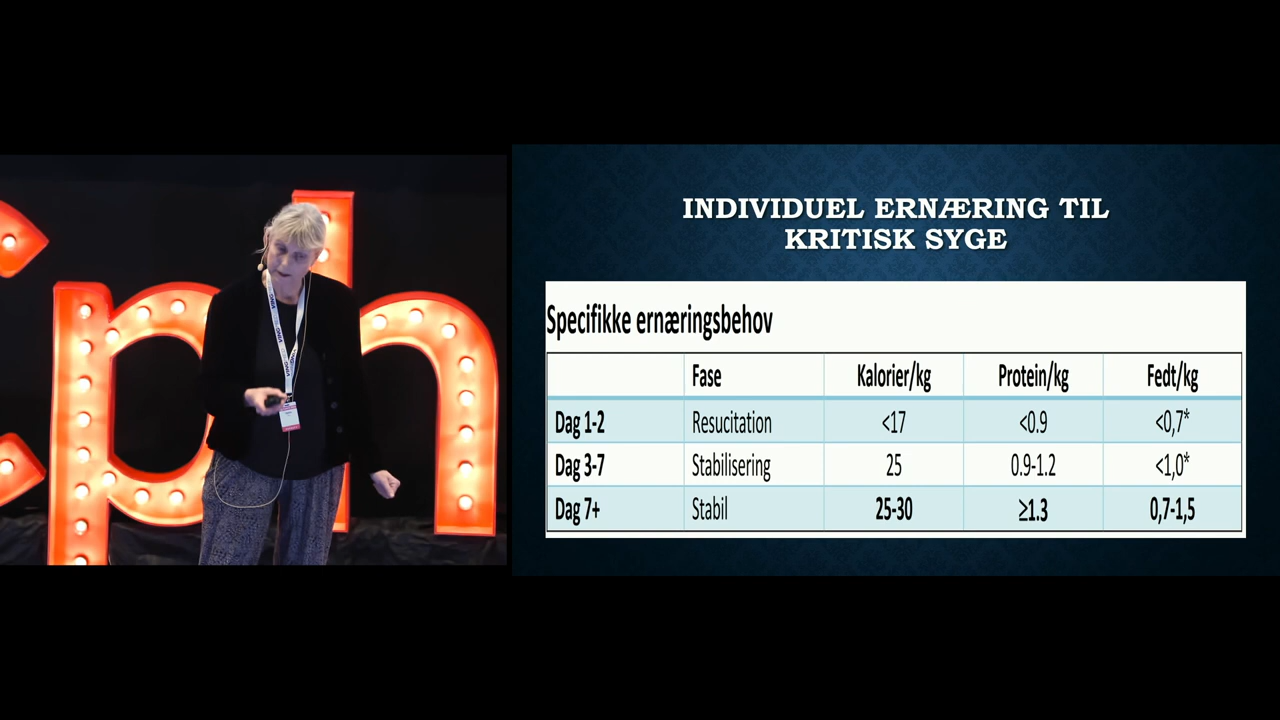 cph
INDIVIDUEL ERNÆRING TIL
KRITISK SYGE
Specifikke ernæringsbehov
Fase Kalorier/kg Protein/kg Fedt/kg
Dag 1-2 Resucitation <17 <0.9 <0,7*
Dag 3-7 Stabilisering 25 0.9-1.2 <1,0*
Dag 7+ Stabil 25-30 ≥1.3 0,7-1,5